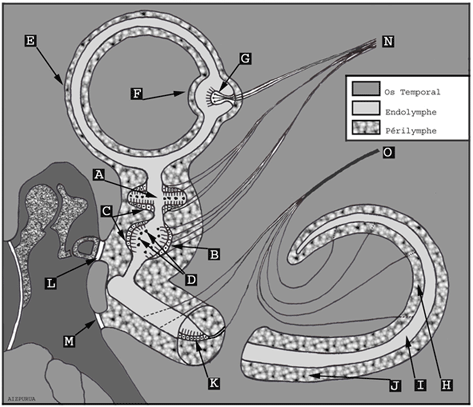 E
G
N
F
Os Temporal
Endolymphe
Périlymphe
O
A
C
B
D
L
M
K
J
I
H
AIZPURUA